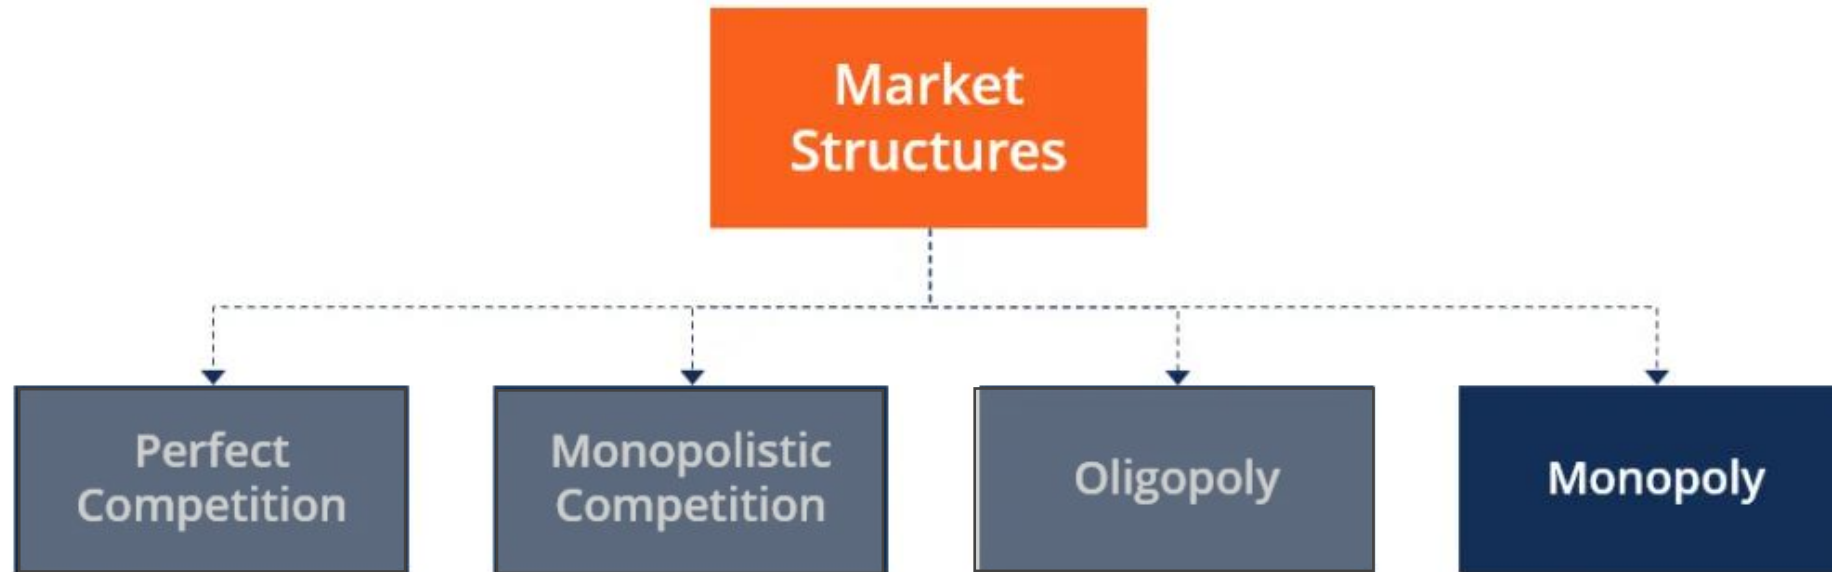 Market
Structures
Perfect
Competition
Monopolistic
Competition
Oligopoly
Monopoly